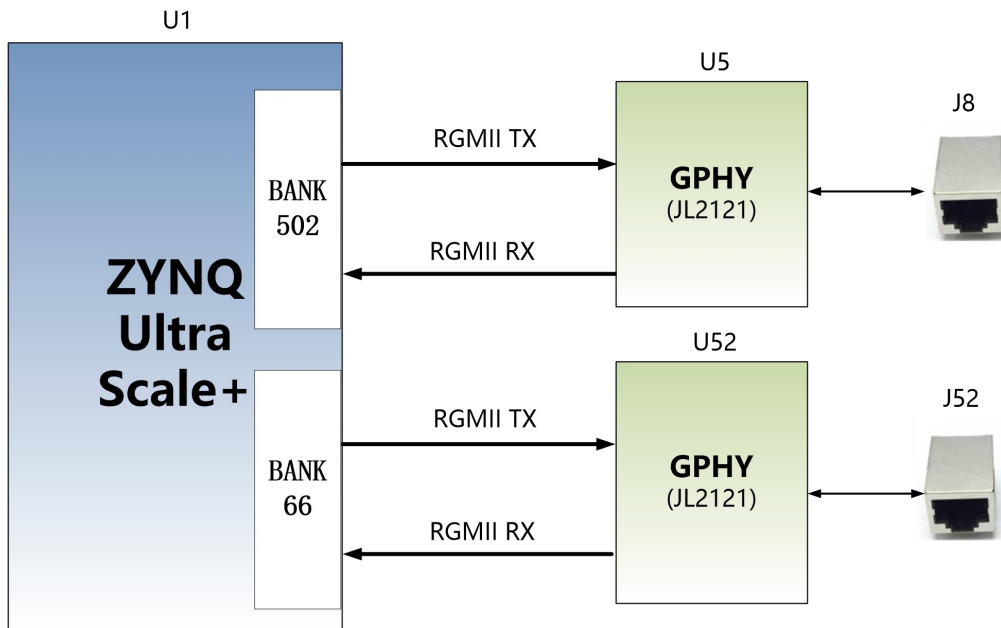 U1
ZYNQ
Ultra
Scale+
BANK
502
BANK
66
RGMII TX
RGMII RX
RGMII TX
RGMII RX
U5
GPHY
(JL2121)
U52
GPHY
(JL2121)
J8
J52